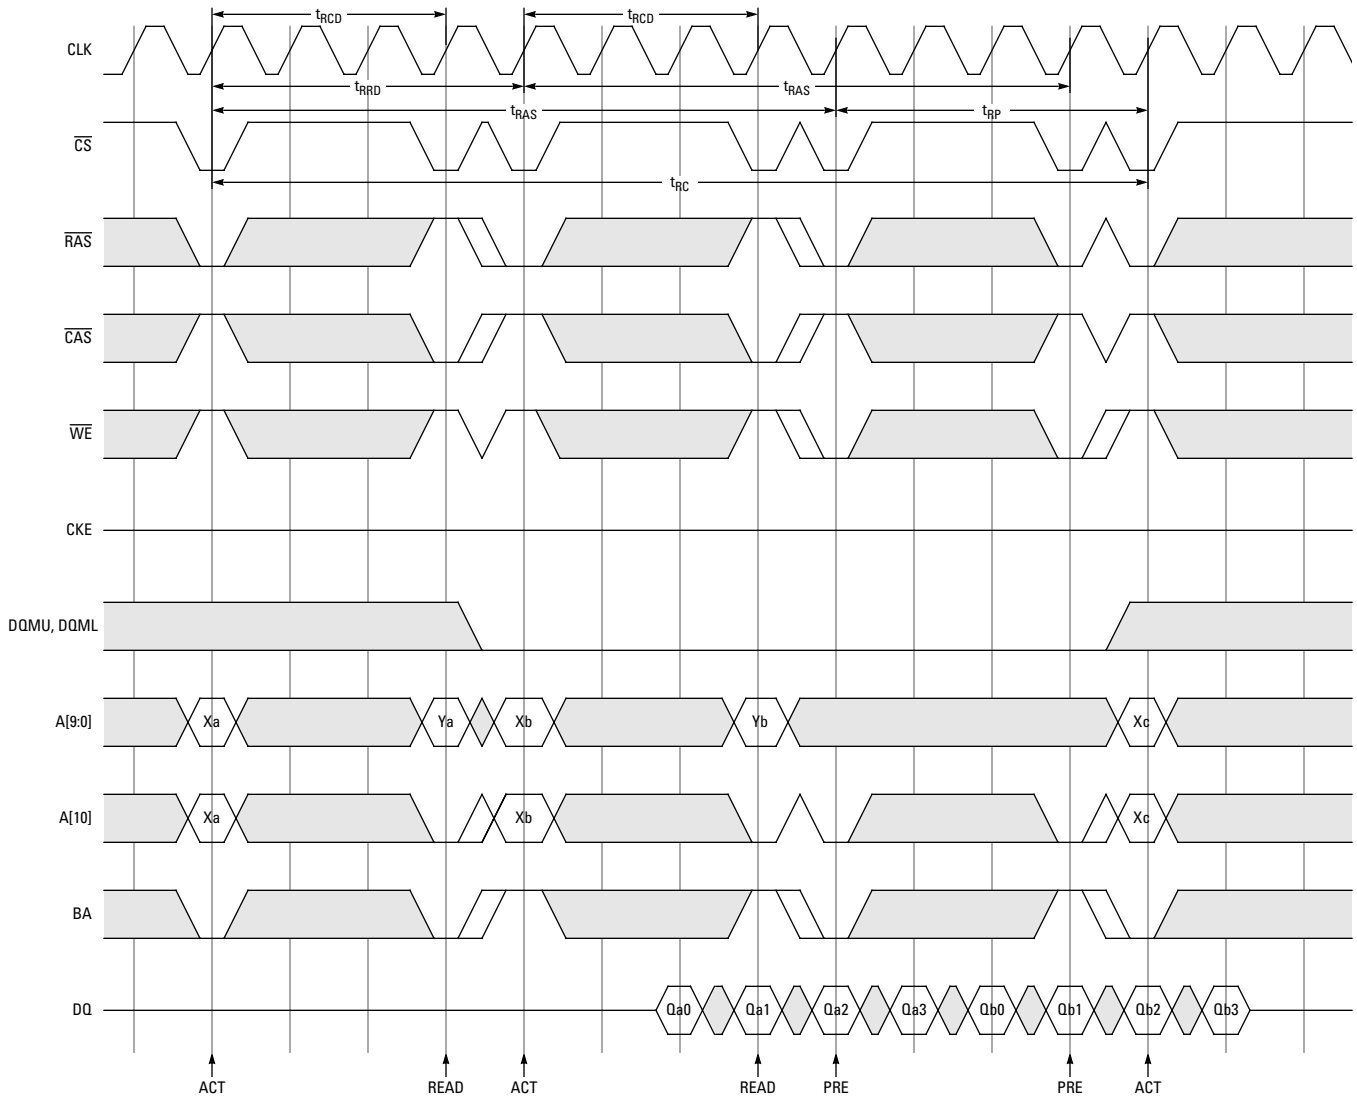 tRCD tRCD
CLK
tRRD tRAS
tRAS tRP
CS
tRC
RAS
CAS
WE
CKE
DQMU, DQML
A[9:0] Xa Ya Xb Yb Xc
A[10] Xa Xb Xc
BA
DQ Qa0 Qa1 Qa2 Qa3 Qb0 Qb1 Qb2 Qb3
ACT READ ACT READ PRE PRE ACT